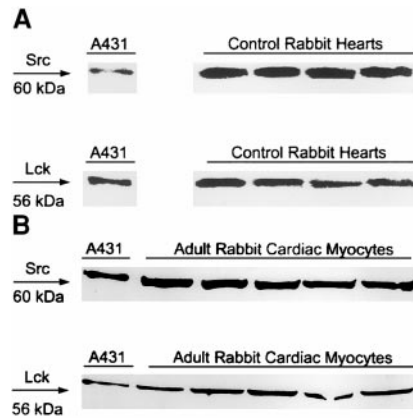 A
A431
Control Rabbit Hearts
Src
60 kDa
A431
Control Rabbit Hearts
Lck
56 kDa
B
A431
Adult Rabbit Cardiac Myocytes
Src
60 kDa
A431
Adult Rabbit Cardiac Myocytes
Lck
56 kDa